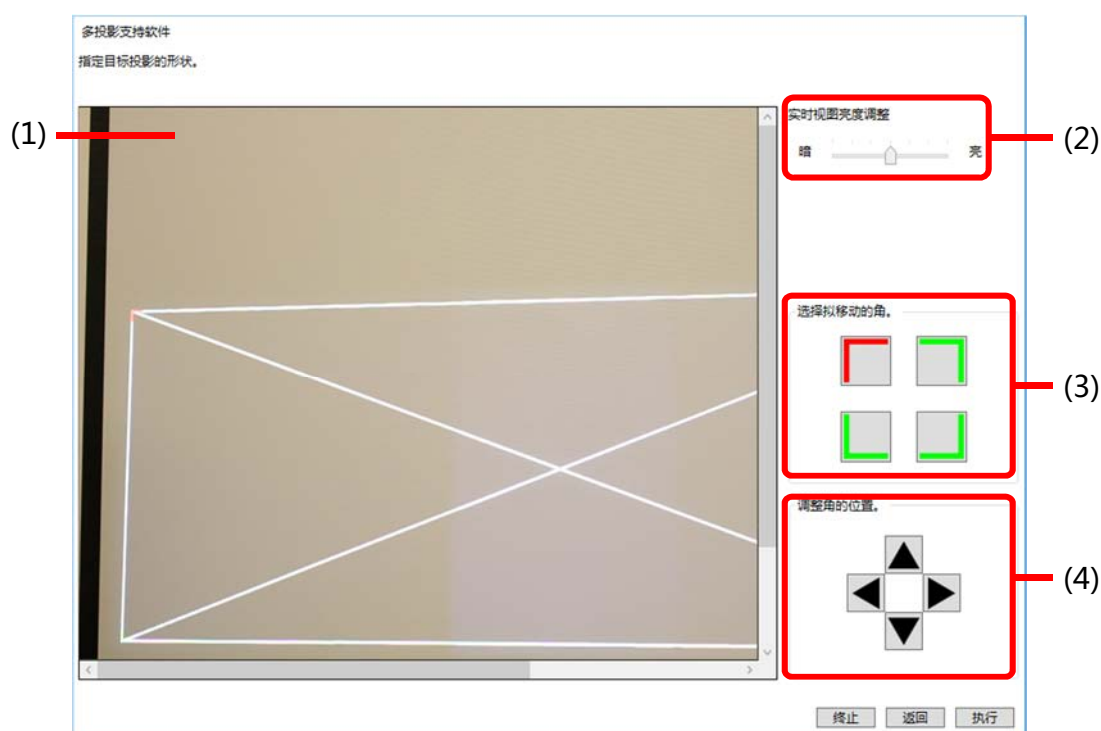 多投影支持软件
指定目标投影的形状。
(1)
实时视图亮度调整
暗 亮
(2)
选择拟移动的角。
(3)
调整角的位置。
(4)
终止 返回 执行